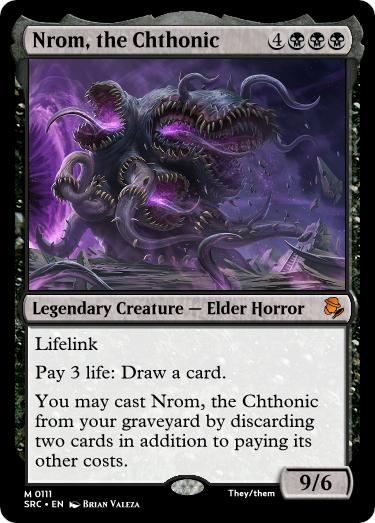 Nrom, the Chthonic 4
Legendary Creature — Elder Horror
Lifelink
Pay 3 life: Draw a card.
You may cast Nrom, the Chthonic
from your graveyard by discarding
two cards in addition to paying its
other costs.
9/6
M 0111
SRC • EN Brian Valeza
They/them